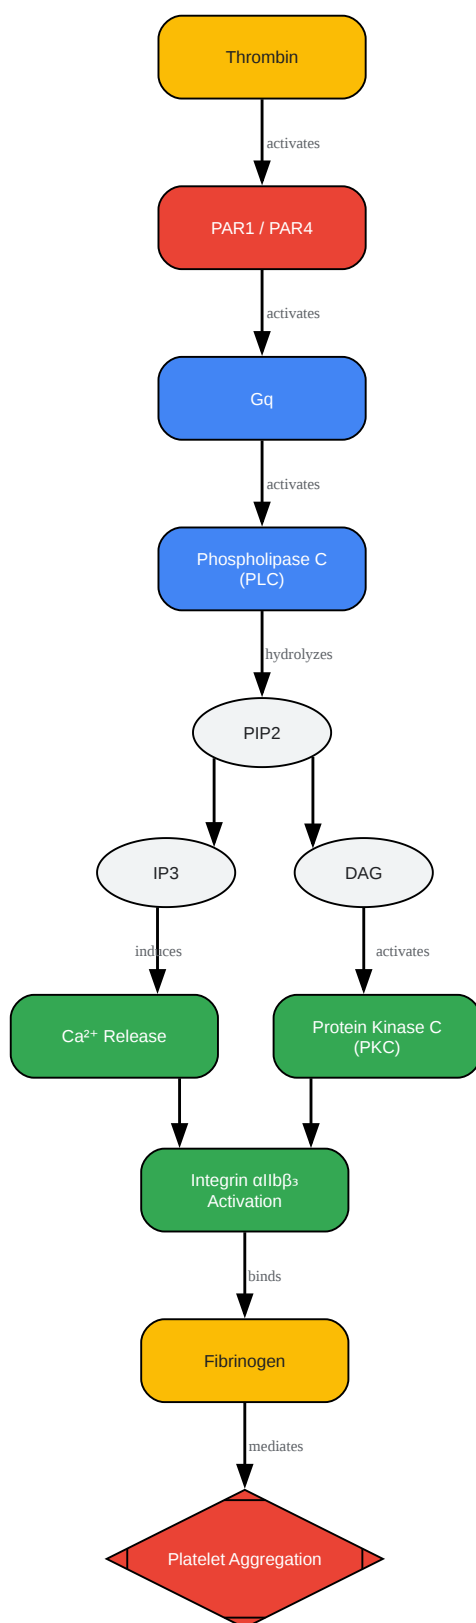 Thrombin
activates
PAR1 / PAR4
activates
Gq
activates
Phospholipase C
(PLC)
hydrolyzes
PIP2
IP3
DAG
induces
activates
Ca²⁺ Release
Protein Kinase C
(PKC)
Integrin αIIbβ₃
Activation
binds
Fibrinogen
mediates
Platelet Aggregation